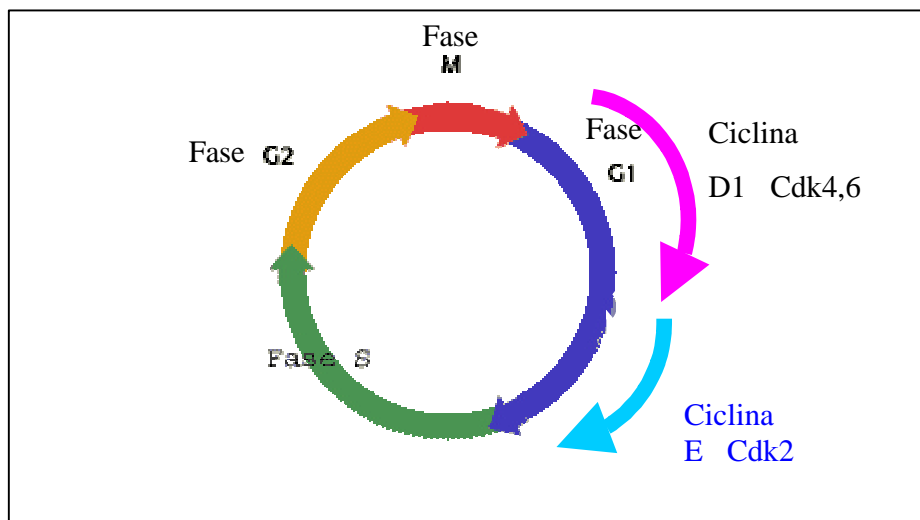 Fase
M
Fase
G1
Ciclina
D1 Cdk4,6
Fase G2
Fase S
Ciclina
E Cdk2